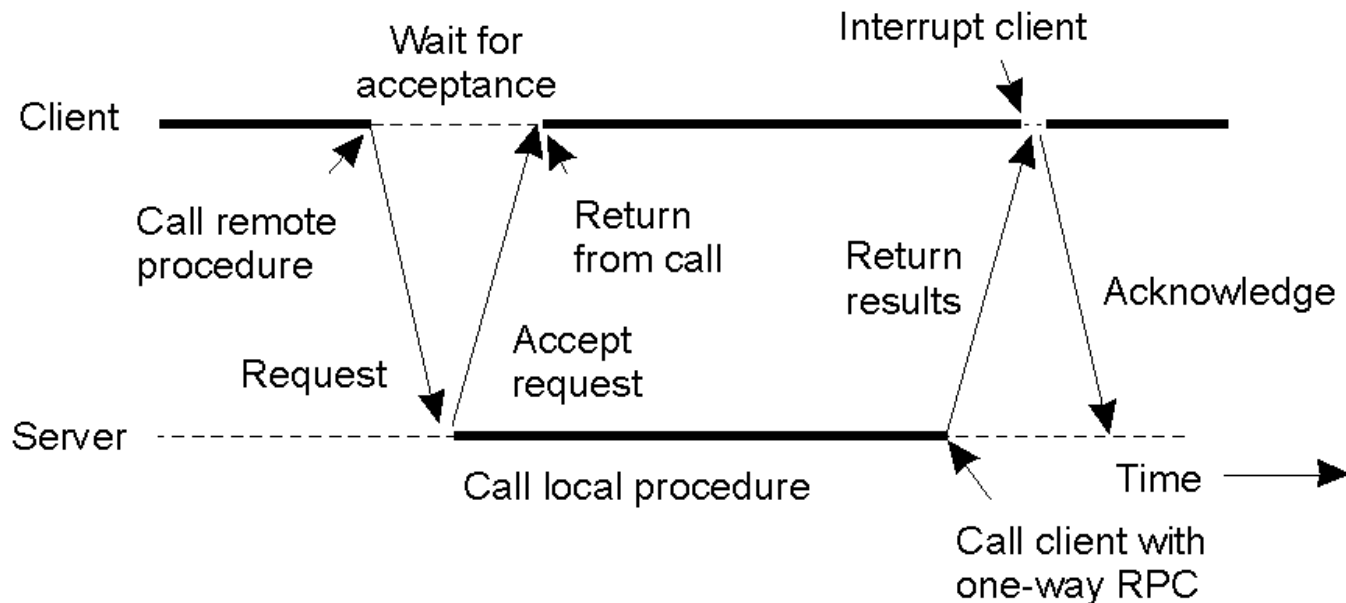 Wait for
acceptance
Interrupt client
Client
Call remote
procedure
Return
from call
Return
results
Acknowledge
Request
Accept
request
Server
Call local procedure
Time
Call client with
one-way RPC